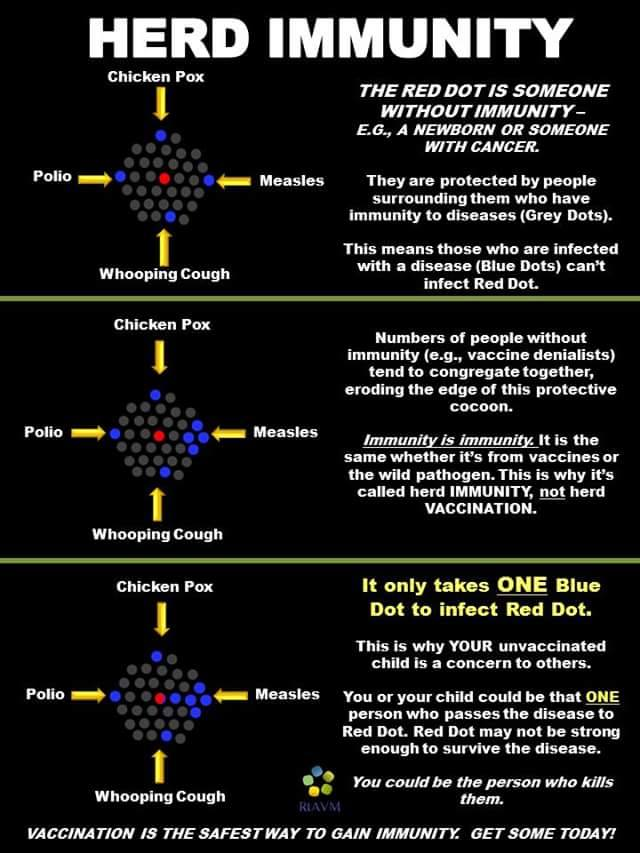 HERD IMMUNITY
Chicken Pox
Polio
Measles
Whooping Cough
THE RED DOT IS SOMEONE
WITHOUT IMMUNITY –
E.G., A NEWBORN OR SOMEONE
WITH CANCER.
They are protected by people
surrounding them who have
immunity to diseases (Grey Dots).
This means those who are infected
with a disease (Blue Dots) can't
infect Red Dot.
Chicken Pox
Polio
Measles
Whooping Cough
Numbers of people without
immunity (e.g., vaccine denialists)
tend to congregate together,
eroding the edge of this protective
cocoon.
Immunity is immunity. It is the
same whether it's from vaccines or
the wild pathogen. This is why it's
called herd IMMUNITY, not herd
VACCINATION.
Chicken Pox
Polio
Measles
Whooping Cough
It only takes ONE Blue
Dot to infect Red Dot.
This is why YOUR unvaccinated
child is a concern to others.
You or your child could be that ONE
person who passes the disease to
Red Dot. Red Dot may not be strong
enough to survive the disease.
You could be the person who kills
them.
RtAVM
VACCINATION IS THE SAFEST WAY TO GAIN IMMUNITY. GET SOME TODAY!